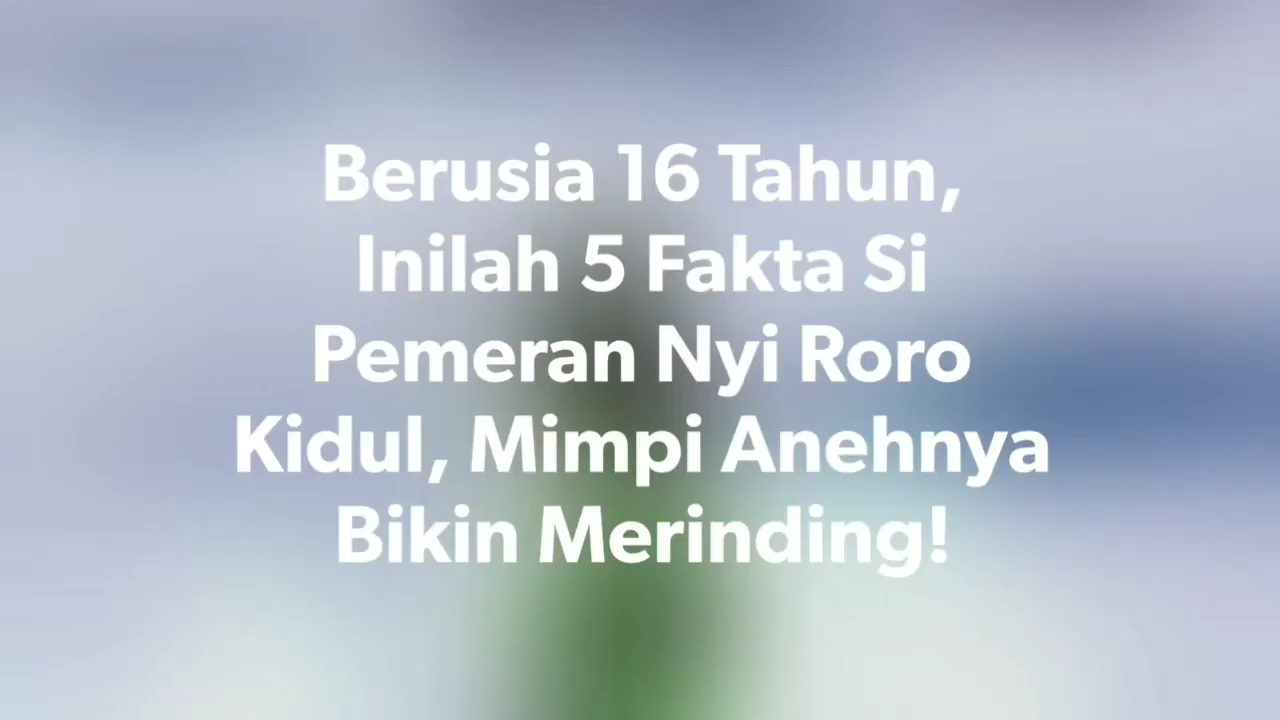 Berusia 16 Tahun,
Inilah 5 Fakta Si
Pemeran Nyi Roro
Kidul, Mimpi Anehnya
Bikin Merinding!